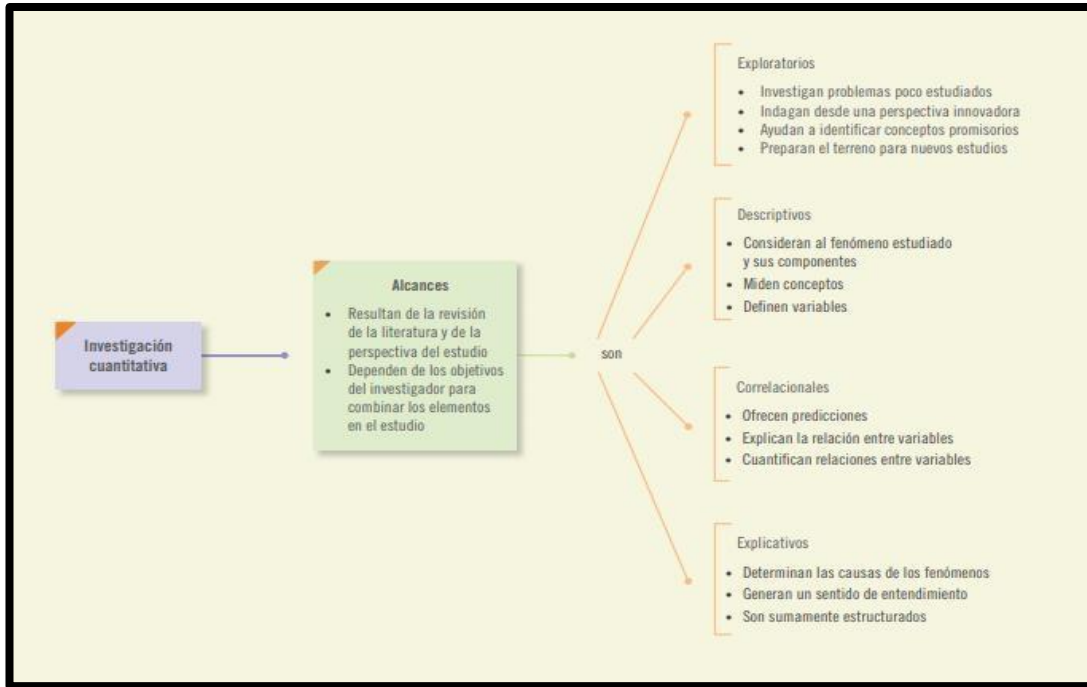 Investigación
cuantitativa
Alcances
• Resultan de la revisión
de la literatura y de la
perspectiva del estudio
• Dependen de los objetivos
del investigador para
combinar los elementos
en el estudio
son
Exploratorios
• Investigan problemas poco estudiados
• Indagan desde una perspectiva innovadora
• Ayudan a identificar conceptos promisorios
• Preparan el terreno para nuevos estudios
Descriptivos
• Consideran al fenómeno estudiado
y sus componentes
• Miden conceptos
• Definen variables
Correlacionales
• Ofrecen predicciones
• Explican la relación entre variables
• Cuantifican relaciones entre variables
Explicativos
• Determinan las causas de los fenómenos
• Generan un sentido de entendimiento
• Son sumamente estructurados